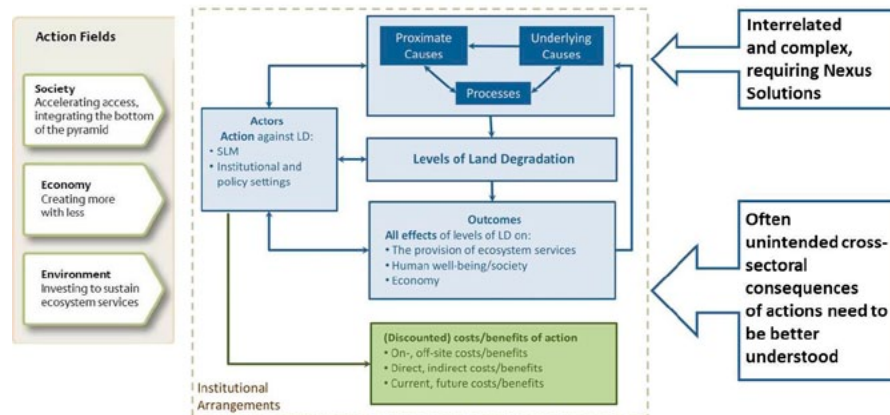 Action Fields
Society
Accelerating access,
integrating the bottom
of the pyramid
Economy
Creating more
with less
Environment
Investing to sustain
ecosystem services
Proximate
Causes
Underlying
Causes
Processes
Actors
Action against LD:
• SLM
• Institutional and
policy settings
Levels of Land Degradation
Outcomes
All effects of levels of LD on:
• The provision of ecosystem services
• Human well-being/society
• Economy
(Discounted) costs/benefits of action
• On-, off-site costs/benefits
• Direct, indirect costs/benefits
• Current, future costs/benefits
Institutional
Arrangements
Interrelated
and complex,
requiring Nexus
Solutions
Often
unintended cross-
sectoral
consequences
of actions need to
be better
understood